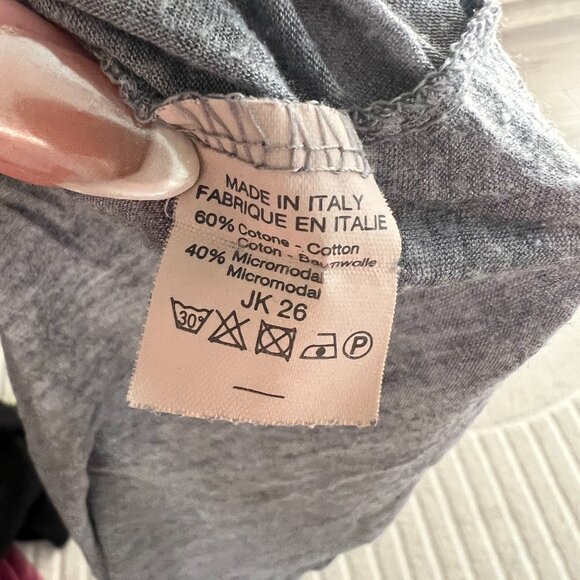 MADE IN ITALY
FABRIQUE EN ITALIE
60% Cotone - Cotton
Coton - Baumwolle
40% Micromodal
Micromodal
JK 26
30° P